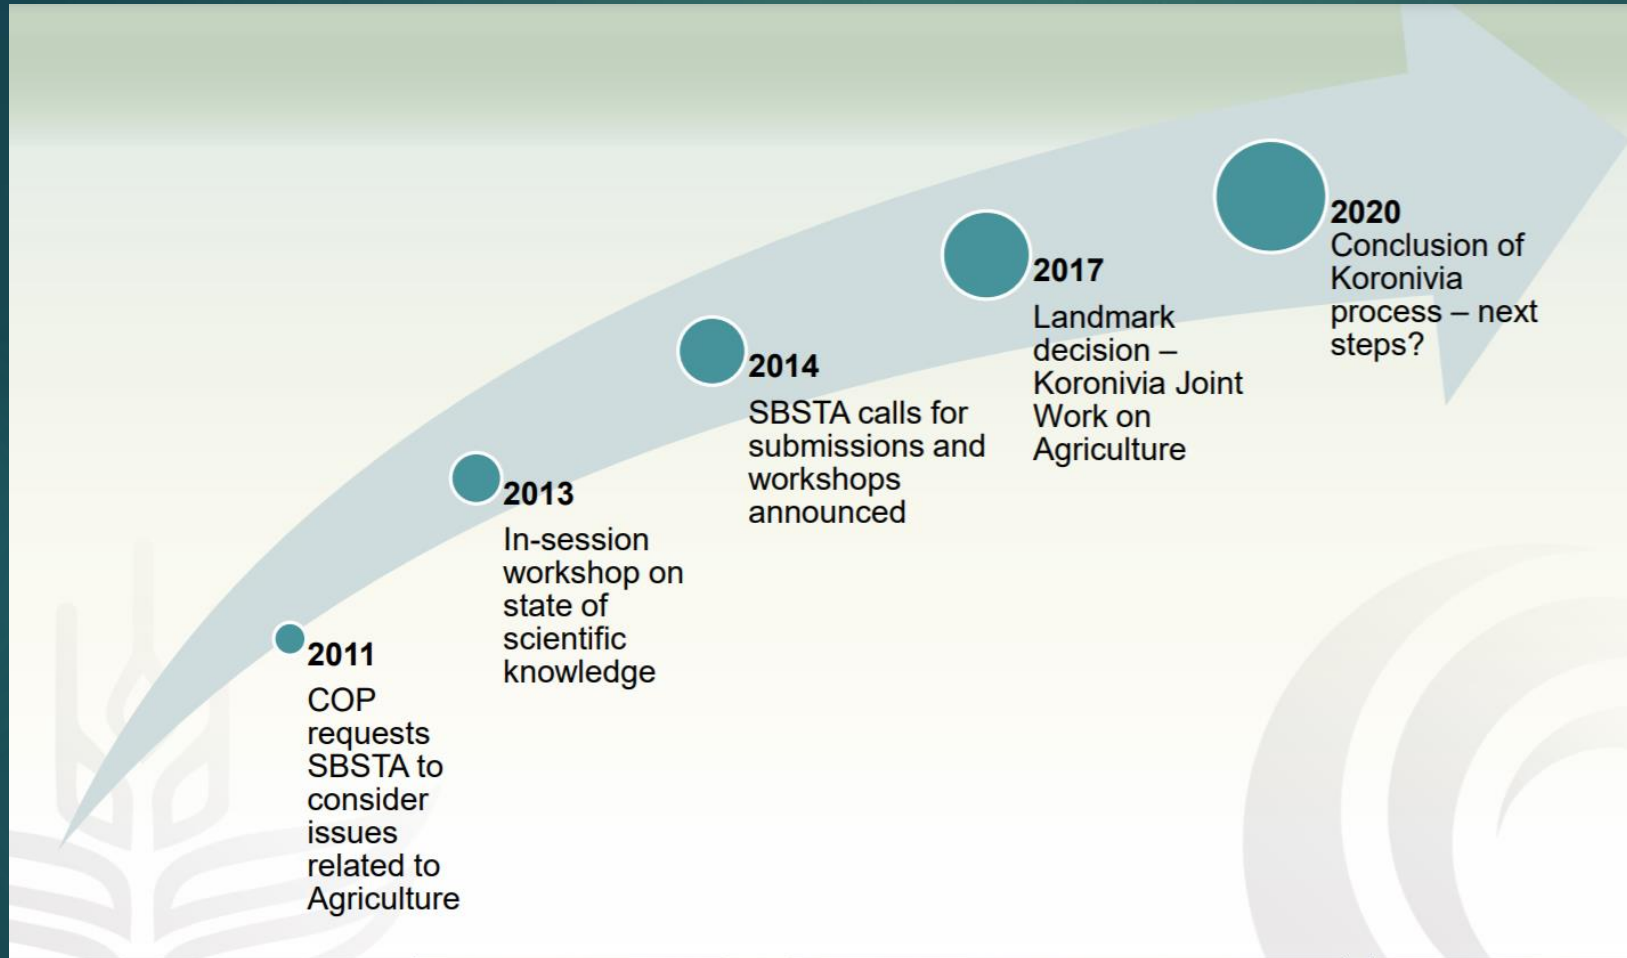 2011
COP
requests
SBSTA to
consider
issues
related to
Agriculture
2013
In-session
workshop on
state of
scientific
knowledge
2014
SBSTA calls for
submissions and
workshops
announced
2017
Landmark
decision –
Koronivia Joint
Work on
Agriculture
2020
Conclusion of
Koronivia
process – next
steps?